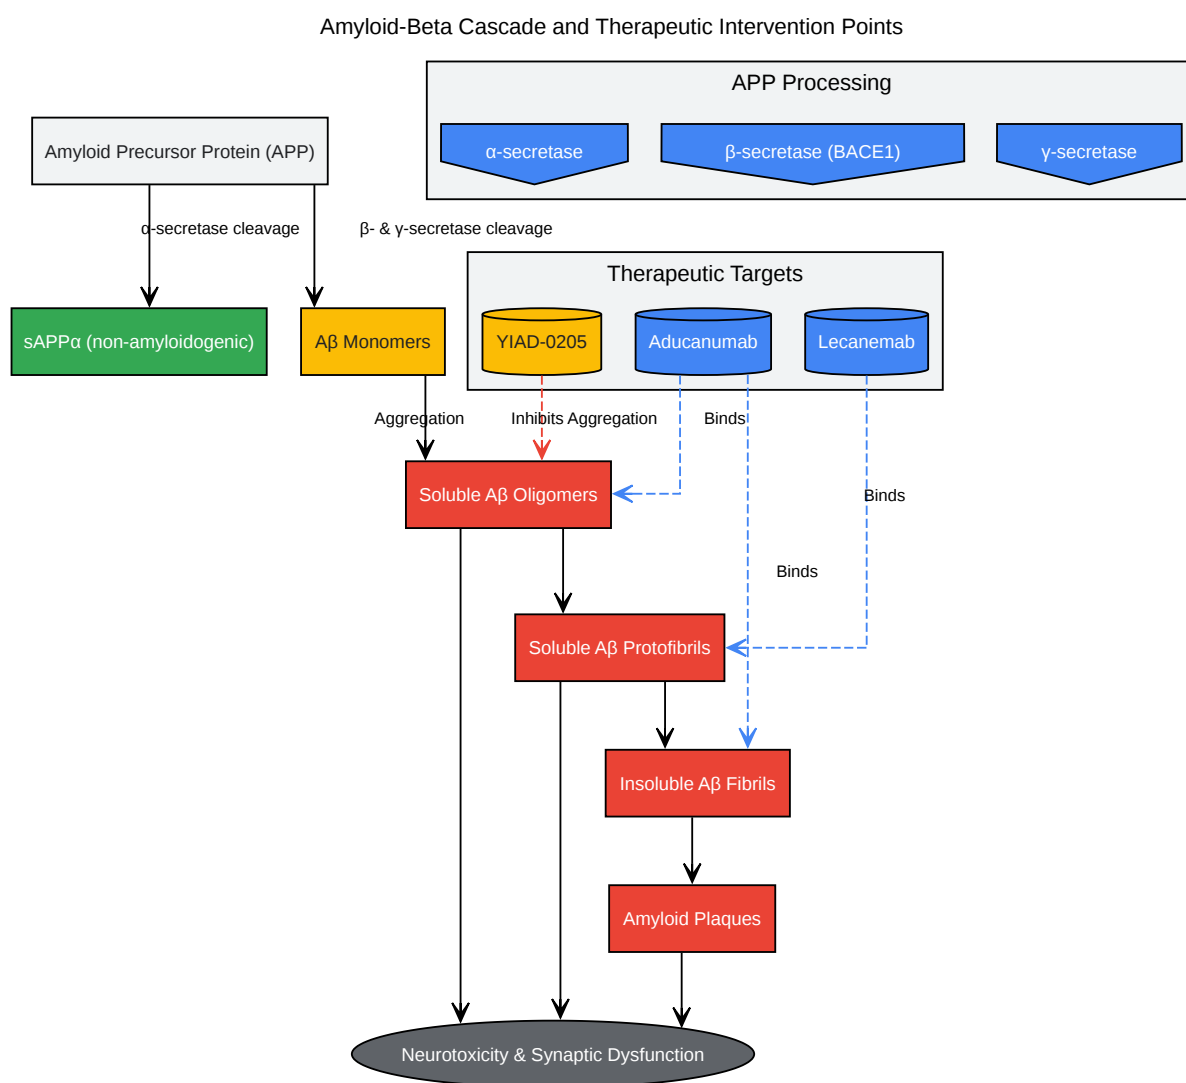 Amyloid-Beta Cascade and Therapeutic Intervention Points
APP Processing
Amyloid Precursor Protein (APP)
α-secretase
β-secretase (BACE1)
γ-secretase
α-secretase cleavage
β- & γ-secretase cleavage
Therapeutic Targets
sAPPα (non-amyloidogenic)
Aβ Monomers
YIAD-0205
Aducanumab
Lecanemab
Aggregation
Inhibits Aggregation
Binds
Soluble Aβ Oligomers
Binds
Binds
Soluble Aβ Protofibrils
Insoluble Aβ Fibrils
Amyloid Plaques
Neurotoxicity & Synaptic Dysfunction